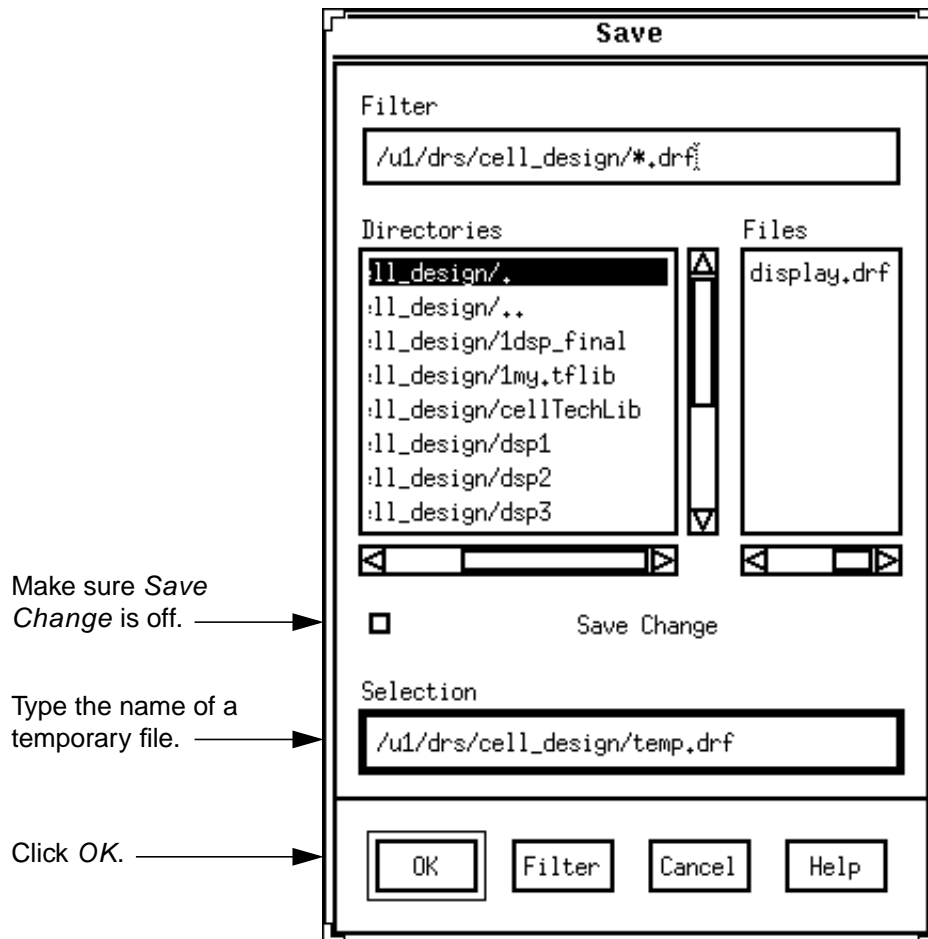 Save
Filter
/u1/drs/cell_design/*.drf
Directories
Files
ll_design/.
display.drf
ll_design/..
ll_design/1dsp_final
ll_design/1my.tflib
ll_design/cellTechLib
ll_design/dsp1
ll_design/dsp2
ll_design/dsp3
Make sure Save
Change is off.
Save Change
Selection
Type the name of a
temporary file.
/u1/drs/cell_design/temp.drf
Click OK.
OK
Filter
Cancel
Help